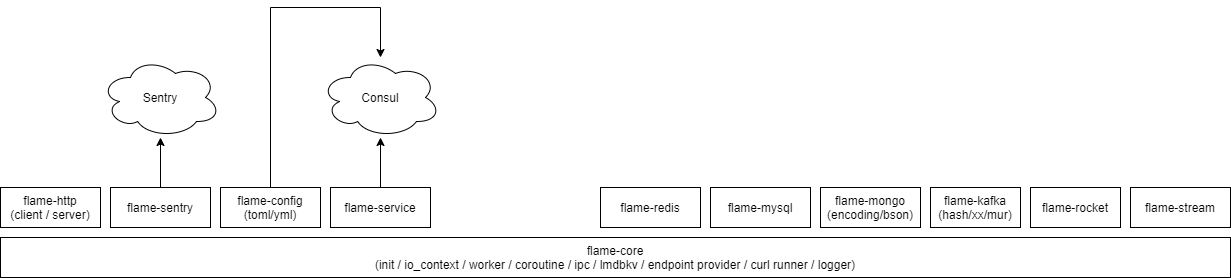 Sentry
Consul
flame-http
(client / server)
flame-sentry
flame-config
(toml/yml)
flame-service
flame-redis
flame-mysql
flame-mongo
(encoding/bson)
flame-kafka
(hash/xx/mur)
flame-rocket
flame-stream
flame-core
(init / io_context / worker / coroutine / ipc / lmdbkv / endpoint provider / curl runner / logger)